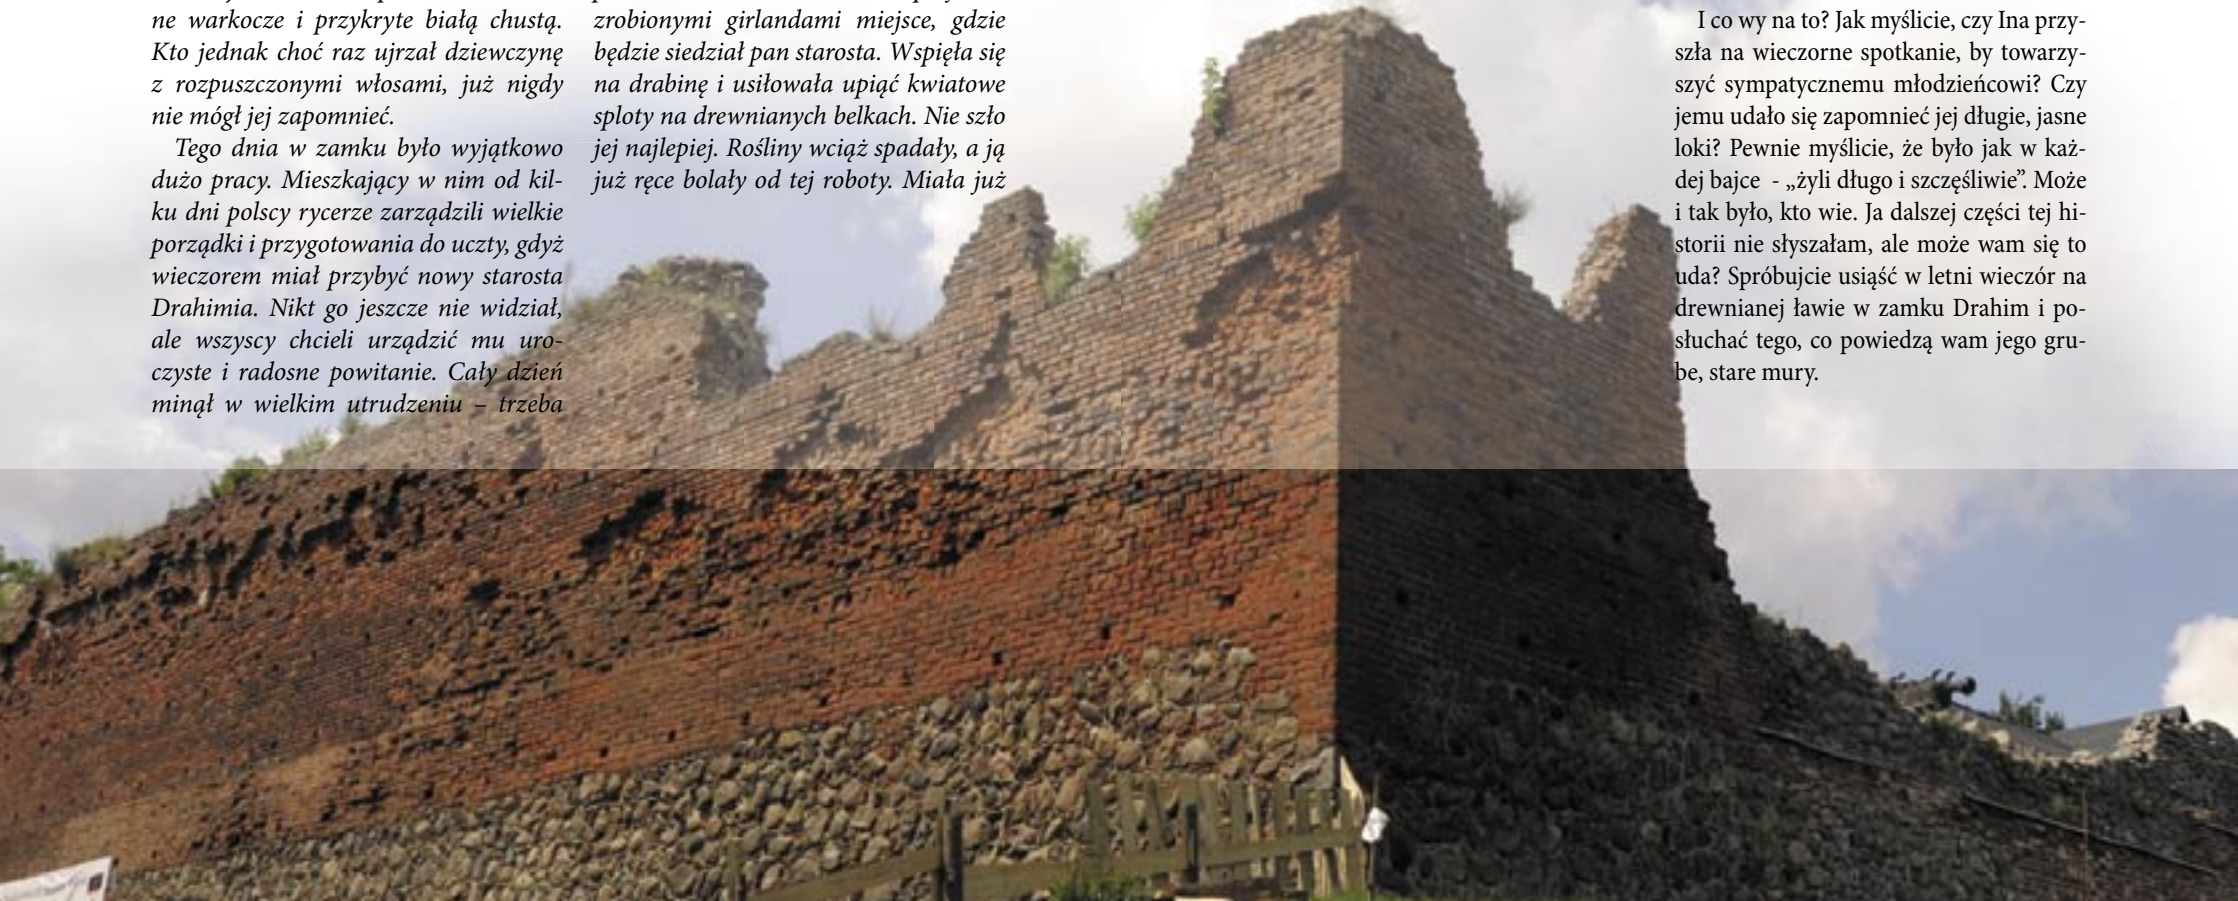 ne warkocze i przykryte białą chustą.
Kto jednak choć raz ujrzał dziewczynę
z rozpuszczonymi włosami, już nigdy
nie mógł jej zapomnieć.
Tego dnia w zamku było wyjątkowo
dużo pracy. Mieszkający w nim od kil-
ku dni polscy rycerze zarządzili wielkie
porządki i przygotowania do uczty, gdyż
wieczorem miał przybyć nowy starosta
Drahimia. Nikt go jeszcze nie widział,
ale wszyscy chcieli urządzić mu uro-
czyste i radosne powitanie. Cały dzień
minął w wielkim utrudzeniu – trzeba
zrobionymi girlandami miejsce, gdzie
będzie siedział pan starosta. Wspięła się
na drabinę i usiłowała upiąć kwiatowe
sploty na drewnianych belkach. Nie szło
jej najlepiej. Rośliny wciąż spadały, a ją
już ręce bolały od tej roboty. Miała już
I co wy na to? Jak myślicie, czy Ina przy-
szła na wieczorne spotkanie, by towarzy-
szyć sympatycznemu młodzieńcowi? Czy
jemu udało się zapomnieć jej długie, jasne
loki? Pewnie myślicie, że było jak w każ-
dej bajce - „żyli długo i szczęśliwie”. Może
i tak było, kto wie. Ja dalszej części tej hi-
storii nie słyszałam, ale może wam się to
uda? Spróbujcie usiąść w letni wieczór na
drewnianej ławie w zamku Drahim i po-
słuchać tego, co powiedzą wam jego gru-
be, stare mury.